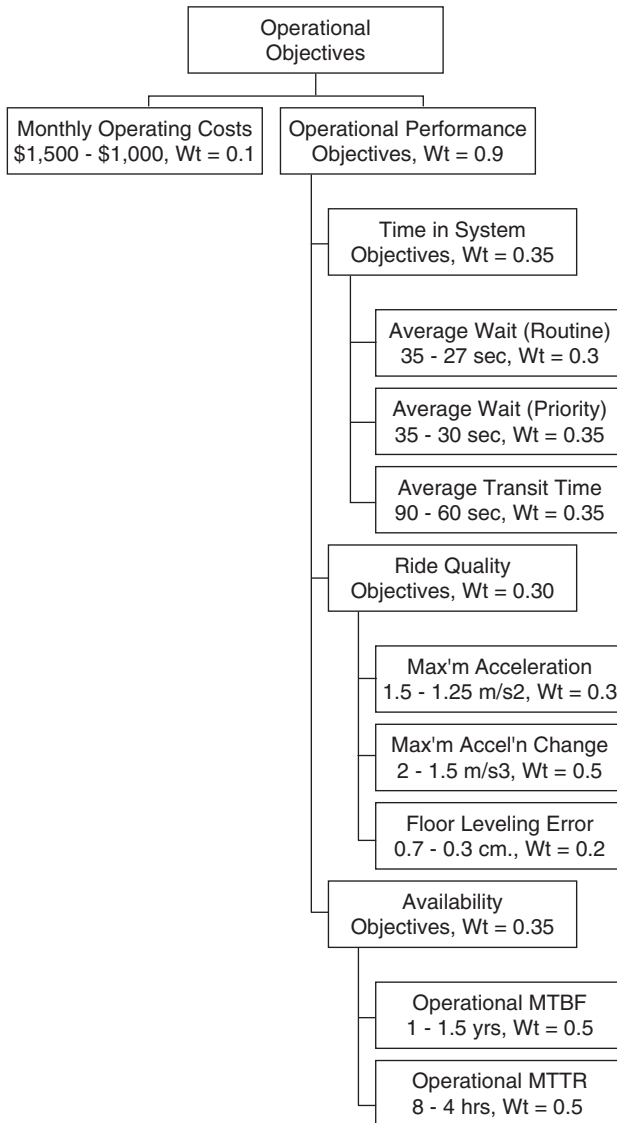 Operational
Objectives
Monthly Operating Costs
$1,500 - $1,000, Wt = 0.1
Operational Performance
Objectives, Wt = 0.9
Time in System
Objectives, Wt = 0.35
Average Wait (Routine)
35 - 27 sec, Wt = 0.3
Average Wait (Priority)
35 - 30 sec, Wt = 0.35
Average Transit Time
90 - 60 sec, Wt = 0.35
Ride Quality
Objectives, Wt = 0.30
Max'm Acceleration
1.5 - 1.25 m/s2, Wt = 0.3
Max'm Accel'n Change
2 - 1.5 m/s3, Wt = 0.5
Floor Leveling Error
0.7 - 0.3 cm., Wt = 0.2
Availability
Objectives, Wt = 0.35
Operational MTBF
1 - 1.5 yrs, Wt = 0.5
Operational MTTR
8 - 4 hrs, Wt = 0.5